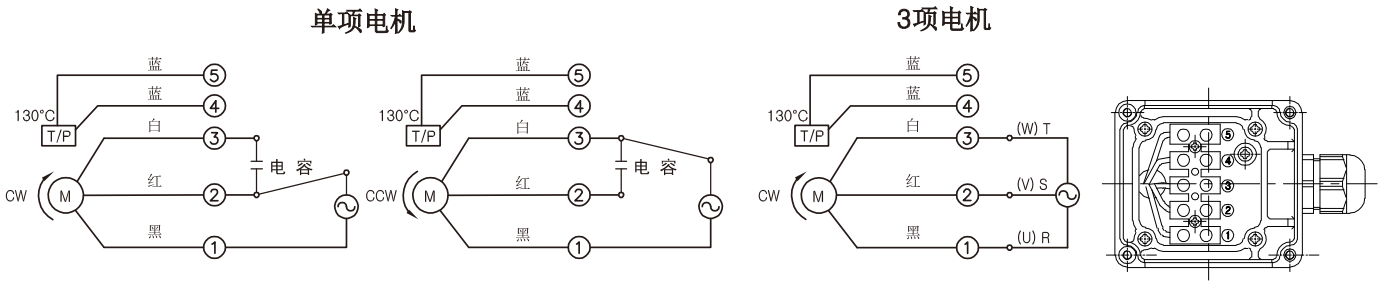 单项电机
蓝 ⑤
蓝 ④
130°C
T/P
白 ③
电 容
CW
M
红 ②
黑 ①
蓝 ⑤
蓝 ④
130°C
T/P
白 ③
电 容
CCW
M
红 ②
黑 ①
3项电机
蓝 ⑤
蓝 ④
130°C
T/P
白 ③ (W) T
CW
M
红 ② (V) S
黑 ① (U) R
⑤
④
③
②
①